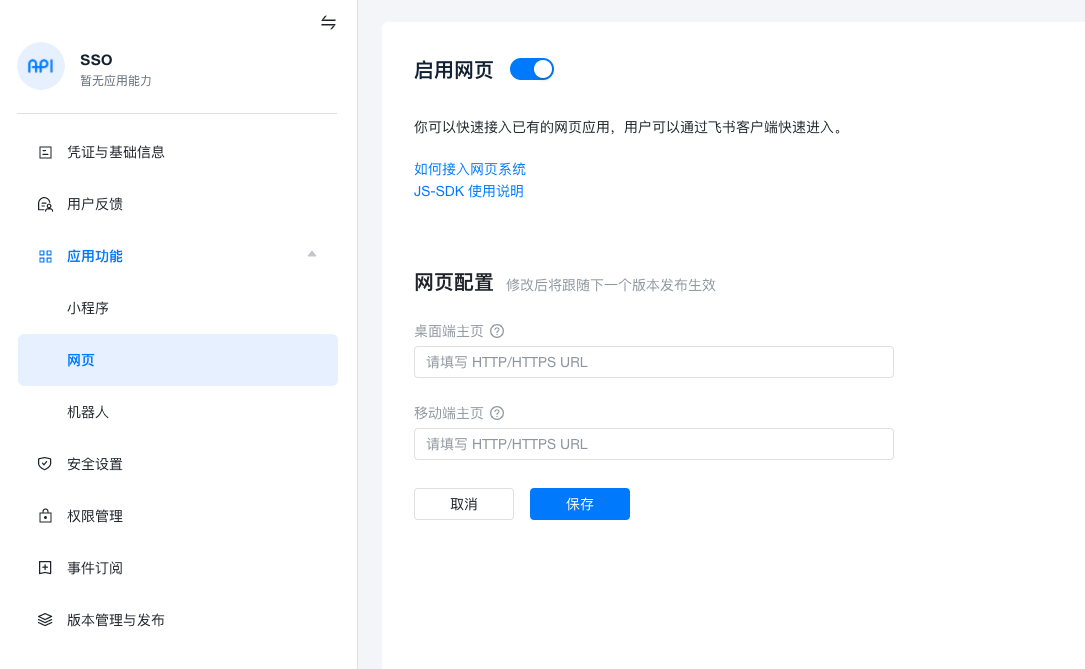 API
SSO
暂无应用能力
凭证与基础信息
用户反馈
应用功能
小程序
网页
机器人
安全设置
权限管理
事件订阅
版本管理与发布
启用网页
你可以快速接入已有的网页应用，用户可以通过飞书客户端快速进入。
如何接入网页系统
JS-SDK 使用说明
网页配置 修改后将跟随下一个版本发布生效
桌面端主页 ?
请填写 HTTP/HTTPS URL
移动端主页 ?
请填写 HTTP/HTTPS URL
取消 保存